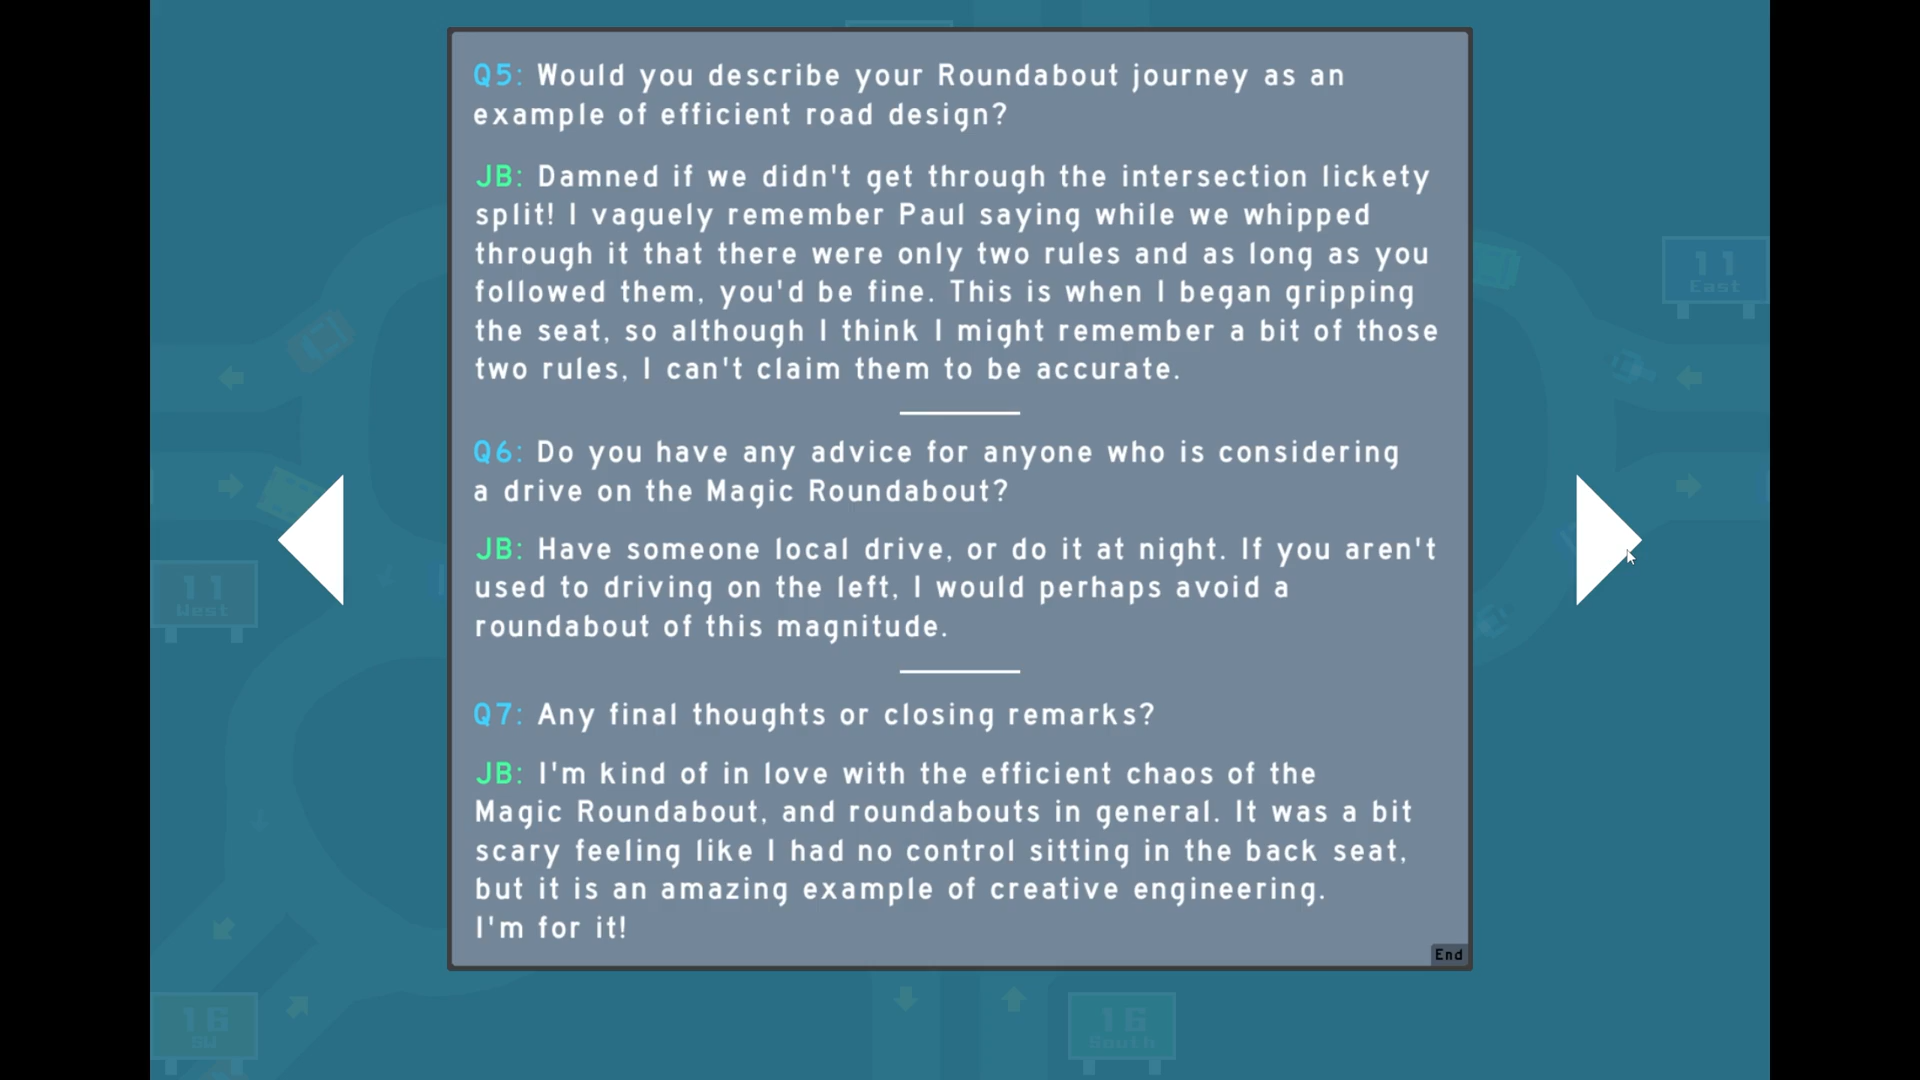 Q5: Would you describe your Roundabout journey as an
example of efficient road design?
JB: Damned if we didn't get through the intersection lickety
split! I vaguely remember Paul saying while we whipped
through it that there were only two rules and as long as you
followed them, you'd be fine. This is when I began gripping
the seat, so although I think I might remember a bit of those
two rules, I can't claim them to be accurate.
Q6: Do you have any advice for anyone who is considering
a drive on the Magic Roundabout?
JB: Have someone local drive, or do it at night. If you aren't
used to driving on the left, I would perhaps avoid a
roundabout of this magnitude.
Q7: Any final thoughts or closing remarks?
JB: I'm kind of in love with the efficient chaos of the
Magic Roundabout, and roundabouts in general. It was a bit
scary feeling like I had no control sitting in the back seat,
but it is an amazing example of creative engineering.
I'm for it!
End
11
East
11
West
16
SW
16
South